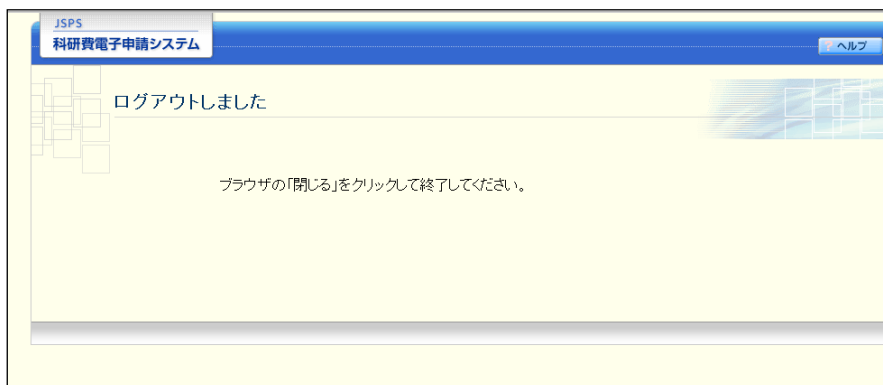 JSPS
科研費電子申請システム
? ヘルプ
ログアウトしました
ブラウザの「閉じる」をクリックして終了してください。